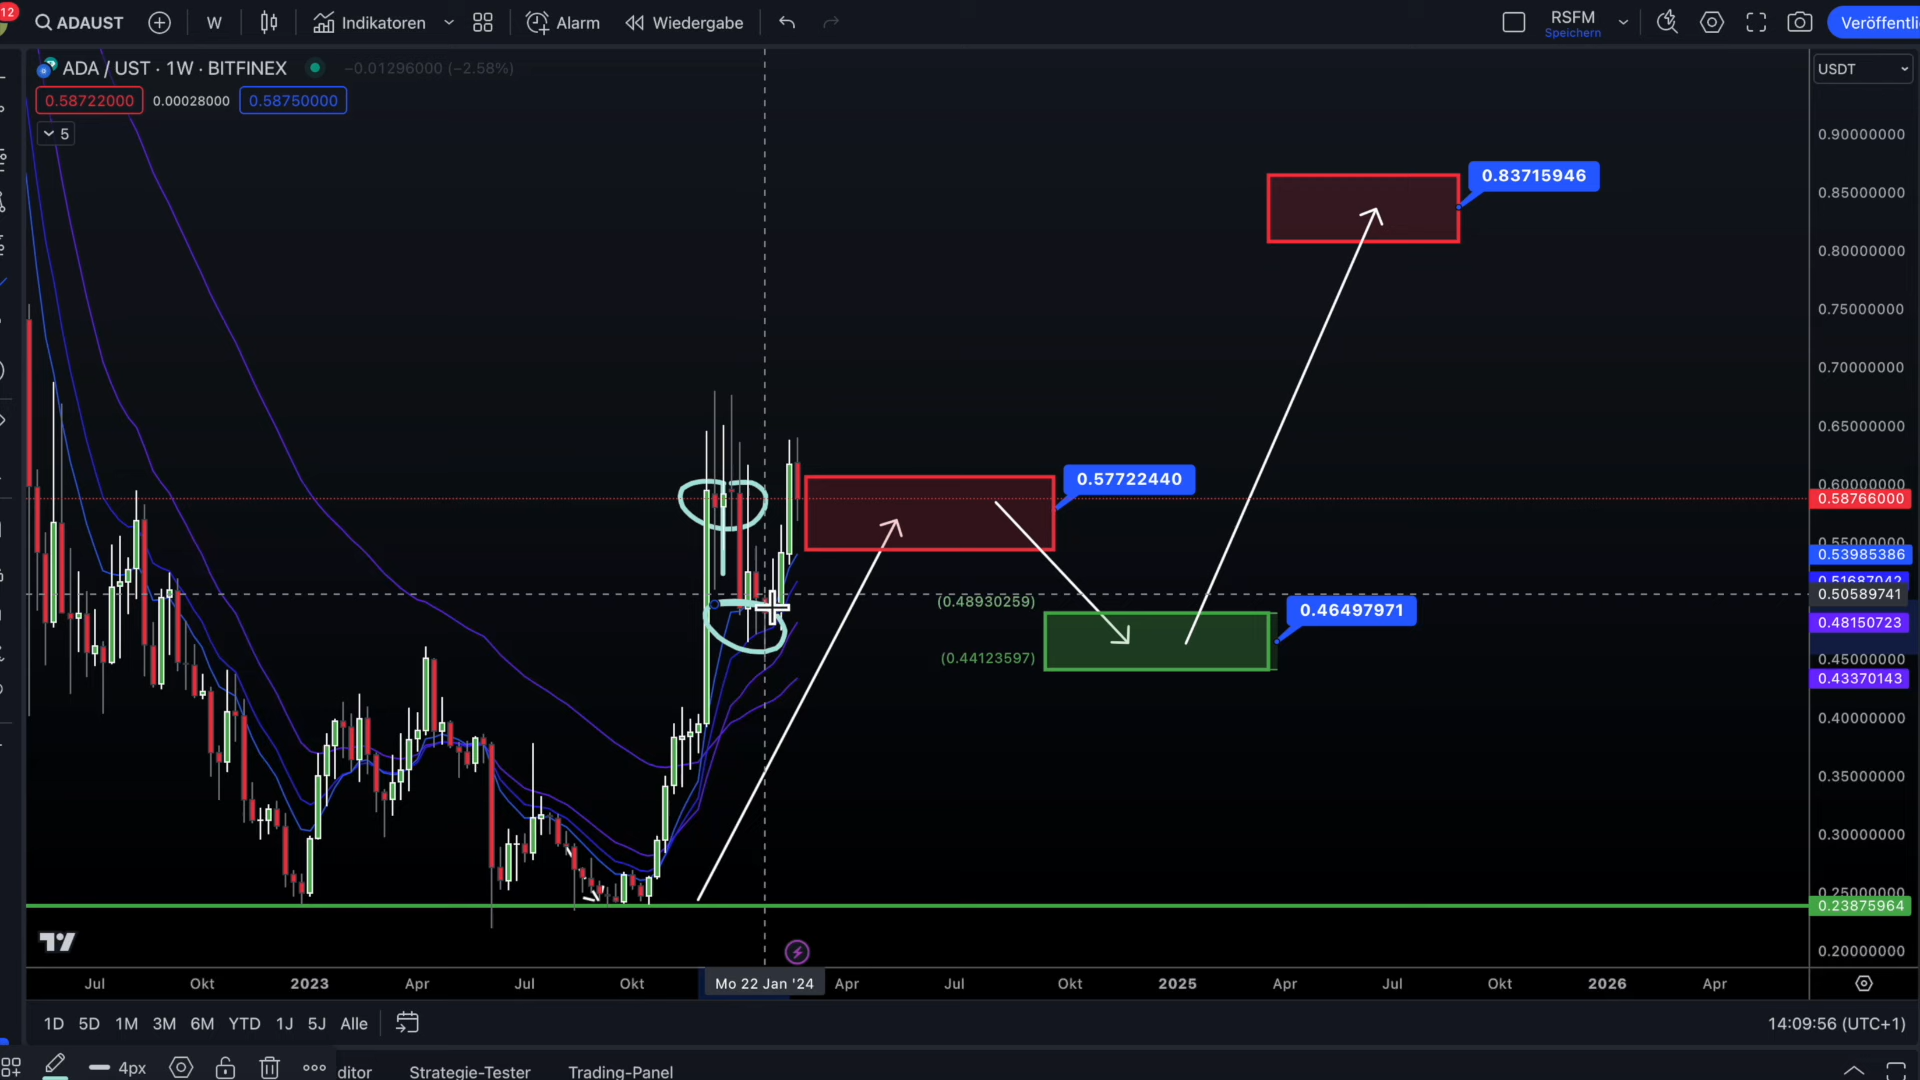 12
ADAUST
W
Indikatoren
Alarm
Wiedergabe
RSFM
Speichern
ADA / UST · 1W · BITFINEX
−0.01296000 (−2.58%)
0.58722000
0.00028000
0.58750000
5
USDT
0.90000000
0.85000000
0.80000000
0.75000000
0.70000000
0.65000000
0.60000000
0.58766000
0.55000000
0.53985386
0.51687042
0.50589741
0.48150723
0.45000000
0.43370143
0.40000000
0.35000000
0.30000000
0.25000000
0.23875964
0.20000000
0.83715946
0.57722440
(0.48930259)
0.46497971
(0.44123597)
Jul
Okt
2023
Apr
Jul
Okt
Mo 22 Jan '24
Apr
Jul
Okt
2025
Apr
Jul
Okt
2026
Apr
1D 5D 1M 3M 6M YTD 1J 5J Alle
14:09:56 (UTC+1)
4px
ditor
Strategie-Tester
Trading-Panel